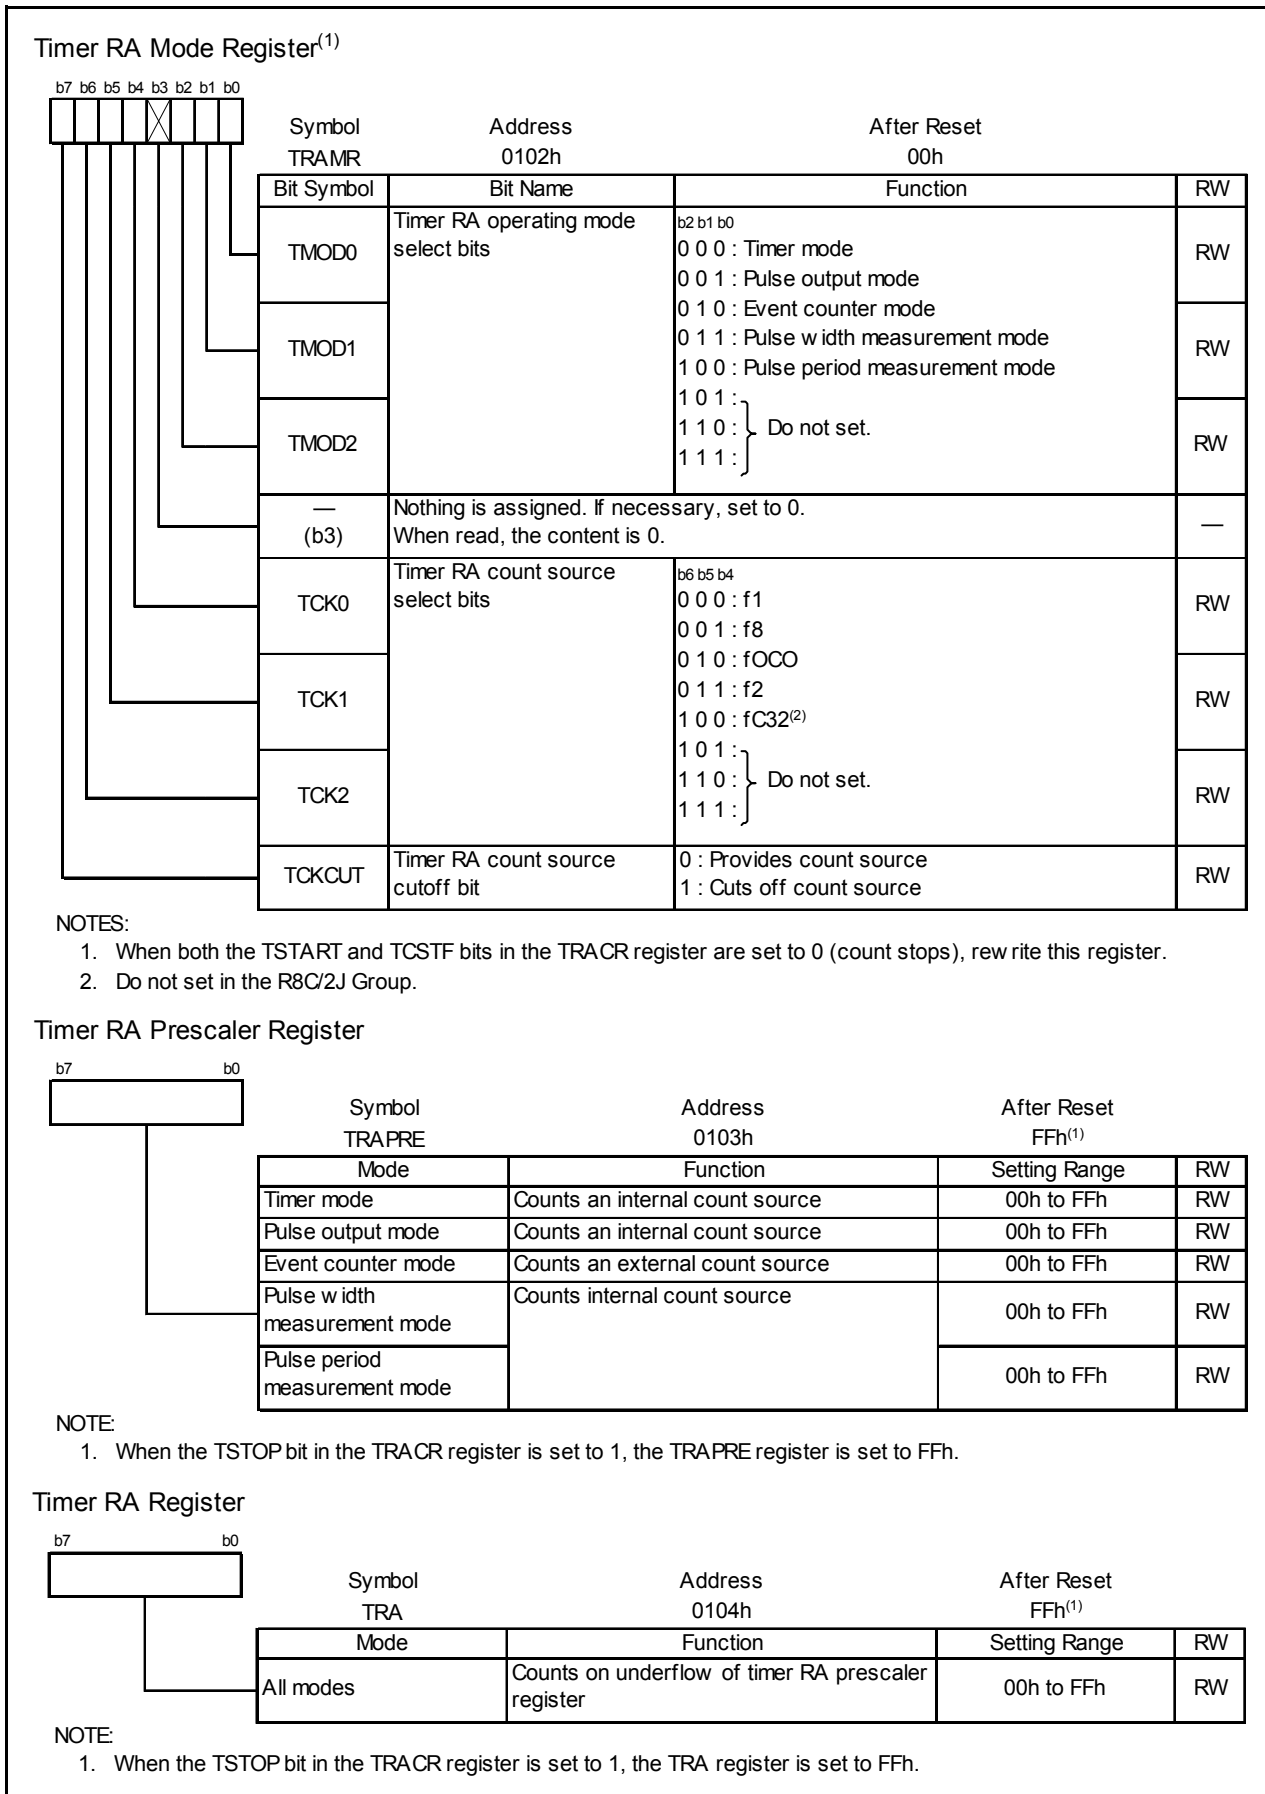 Timer RA Mode Register(1)
b7 b6 b5 b4 b3 b2 b1 b0
Symbol Address After Reset
TRAMR 0102h 00h
Bit Symbol Bit Name Function RW
TMOD0 Timer RA operating mode select bits b2 b1 b0 RW
0 0 0 : Timer mode
0 0 1 : Pulse output mode
0 1 0 : Event counter mode
TMOD1 0 1 1 : Pulse width measurement mode RW
1 0 0 : Pulse period measurement mode
1 0 1 :
TMOD2 1 1 0 : Do not set. RW
1 1 1 :
— (b3) Nothing is assigned. If necessary, set to 0. —
When read, the content is 0.
TCK0 Timer RA count source select bits b6 b5 b4 RW
0 0 0 : f1
0 0 1 : f8
0 1 0 : fOCO
TCK1 0 1 1 : f2 RW
1 0 0 : fC32(2)
1 0 1 :
TCK2 1 1 0 : Do not set. RW
1 1 1 :
TCKCUT Timer RA count source cutoff bit 0 : Provides count source RW
1 : Cuts off count source
NOTES:
1. When both the TSTART and TCSTF bits in the TRACR register are set to 0 (count stops), rewrite this register.
2. Do not set in the R8C/2J Group.
Timer RA Prescaler Register
b7 b0
Symbol Address After Reset
TRAPRE 0103h FFh(1)
Mode Function Setting Range RW
Timer mode Counts an internal count source 00h to FFh RW
Pulse output mode Counts an internal count source 00h to FFh RW
Event counter mode Counts an external count source 00h to FFh RW
Pulse width measurement mode Counts internal count source 00h to FFh RW
Pulse period measurement mode 00h to FFh RW
NOTE:
1. When the TSTOP bit in the TRACR register is set to 1, the TRAPRE register is set to FFh.
Timer RA Register
b7 b0
Symbol Address After Reset
TRA 0104h FFh(1)
Mode Function Setting Range RW
All modes Counts on underflow of timer RA prescaler register 00h to FFh RW
NOTE:
1. When the TSTOP bit in the TRACR register is set to 1, the TRA register is set to FFh.